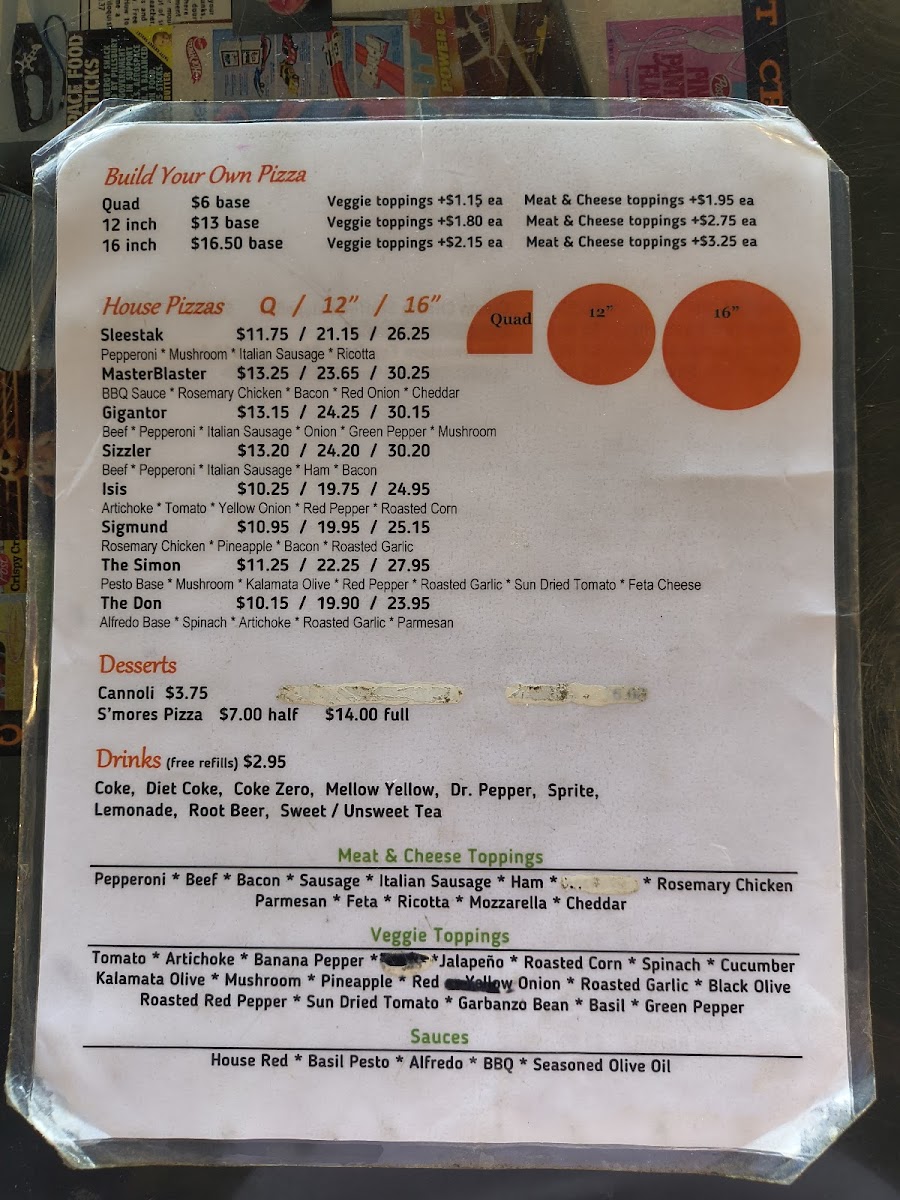 PACE FOOD
TICKS
POWER C
Crispy Cr
Build Your Own Pizza
Quad $6 base Veggie toppings +$1.15 ea Meat & Cheese toppings +$1.95 ea
12 inch $13 base Veggie toppings +$1.80 ea Meat & Cheese toppings +$2.75 ea
16 inch $16.50 base Veggie toppings +$2.15 ea Meat & Cheese toppings +$3.25 ea
House Pizzas Q / 12” / 16”
Quad 12” 16”
Sleestak $11.75 / 21.15 / 26.25
Pepperoni * Mushroom * Italian Sausage * Ricotta
MasterBlaster $13.25 / 23.65 / 30.25
BBQ Sauce * Rosemary Chicken * Bacon * Red Onion * Cheddar
Gigantor $13.15 / 24.25 / 30.15
Beef * Pepperoni * Italian Sausage * Onion * Green Pepper * Mushroom
Sizzler $13.20 / 24.20 / 30.20
Beef * Pepperoni * Italian Sausage * Ham * Bacon
Isis $10.25 / 19.75 / 24.95
Artichoke * Tomato * Yellow Onion * Red Pepper * Roasted Corn
Sigmund $10.95 / 19.95 / 25.15
Rosemary Chicken * Pineapple * Bacon * Roasted Garlic
The Simon $11.25 / 22.25 / 27.95
Pesto Base * Mushroom * Kalamata Olive * Red Pepper * Roasted Garlic * Sun Dried Tomato * Feta Cheese
The Don $10.15 / 19.90 / 23.95
Alfredo Base * Spinach * Artichoke * Roasted Garlic * Parmesan
Desserts
Cannoli $3.75
S'mores Pizza $7.00 half $14.00 full
Drinks (free refills) $2.95
Coke, Diet Coke, Coke Zero, Mellow Yellow, Dr. Pepper, Sprite,
Lemonade, Root Beer, Sweet / Unsweet Tea
Meat & Cheese Toppings
Pepperoni * Beef * Bacon * Sausage * Italian Sausage * Ham * * Rosemary Chicken
Parmesan * Feta * Ricotta * Mozzarella * Cheddar
Veggie Toppings
Tomato * Artichoke * Banana Pepper * *Jalapeño * Roasted Corn * Spinach * Cucumber
Kalamata Olive * Mushroom * Pineapple * Red Yellow Onion * Roasted Garlic * Black Olive
Roasted Red Pepper * Sun Dried Tomato * Garbanzo Bean * Basil * Green Pepper
Sauces
House Red * Basil Pesto * Alfredo * BBQ * Seasoned Olive Oil